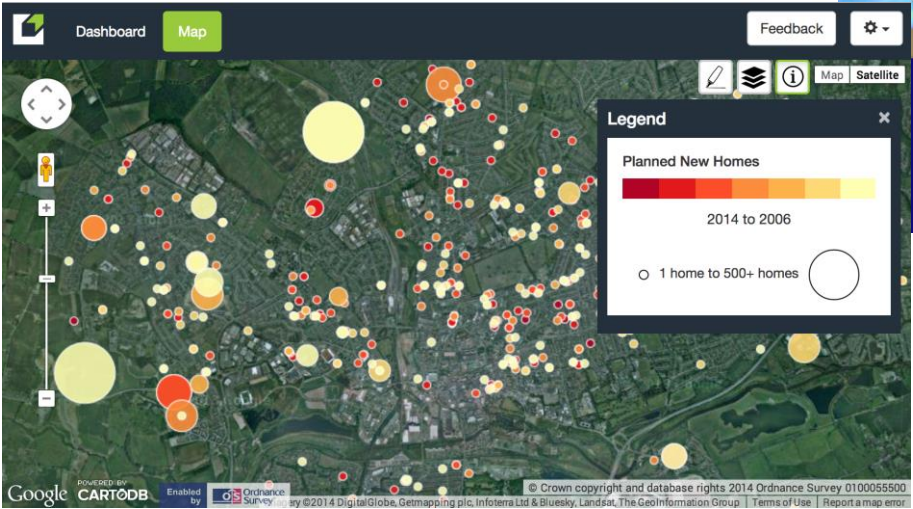 Dashboard
Map
Feedback
Map Satellite
Legend
Planned New Homes
2014 to 2006
1 home to 500+ homes
Google
POWERED BY
CARTODB
Enabled
by
OS Ordnance
Survey
© Crown copyright and database rights 2014 Ordnance Survey 0100055500
©2014 DigitalGlobe, Getmapping plc, Infoterra Ltd & Bluesky, Landsat, The GeoInformation Group
Terms of Use
Report a map error